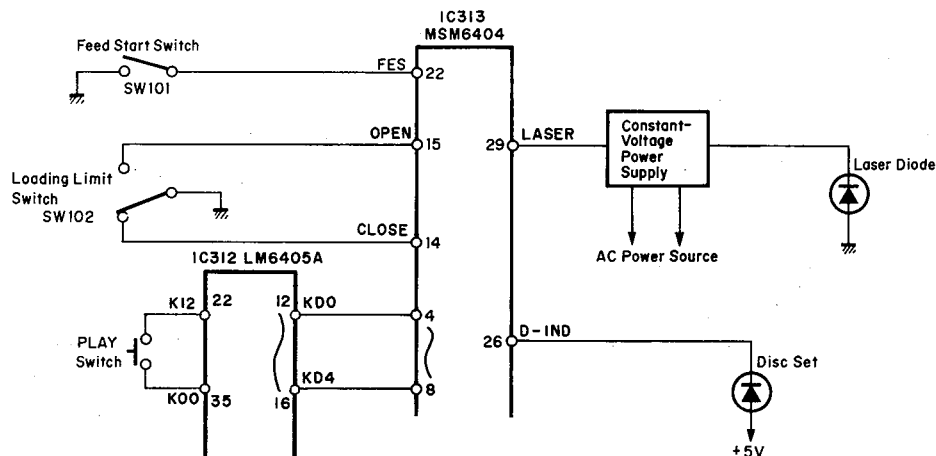 IC313
MSM6404
Feed Start Switch
SW101
FES
22
OPEN
15
29
LASER
Constant-
Voltage
Power
Supply
Laser Diode
Loading Limit
Switch
SW102
CLOSE
14
AC Power Source
IC312 LM6405A
K12
22
12
KD0
4
26
D-IND
PLAY
Switch
Disc Set
K00
35
16
KD4
8
+5V